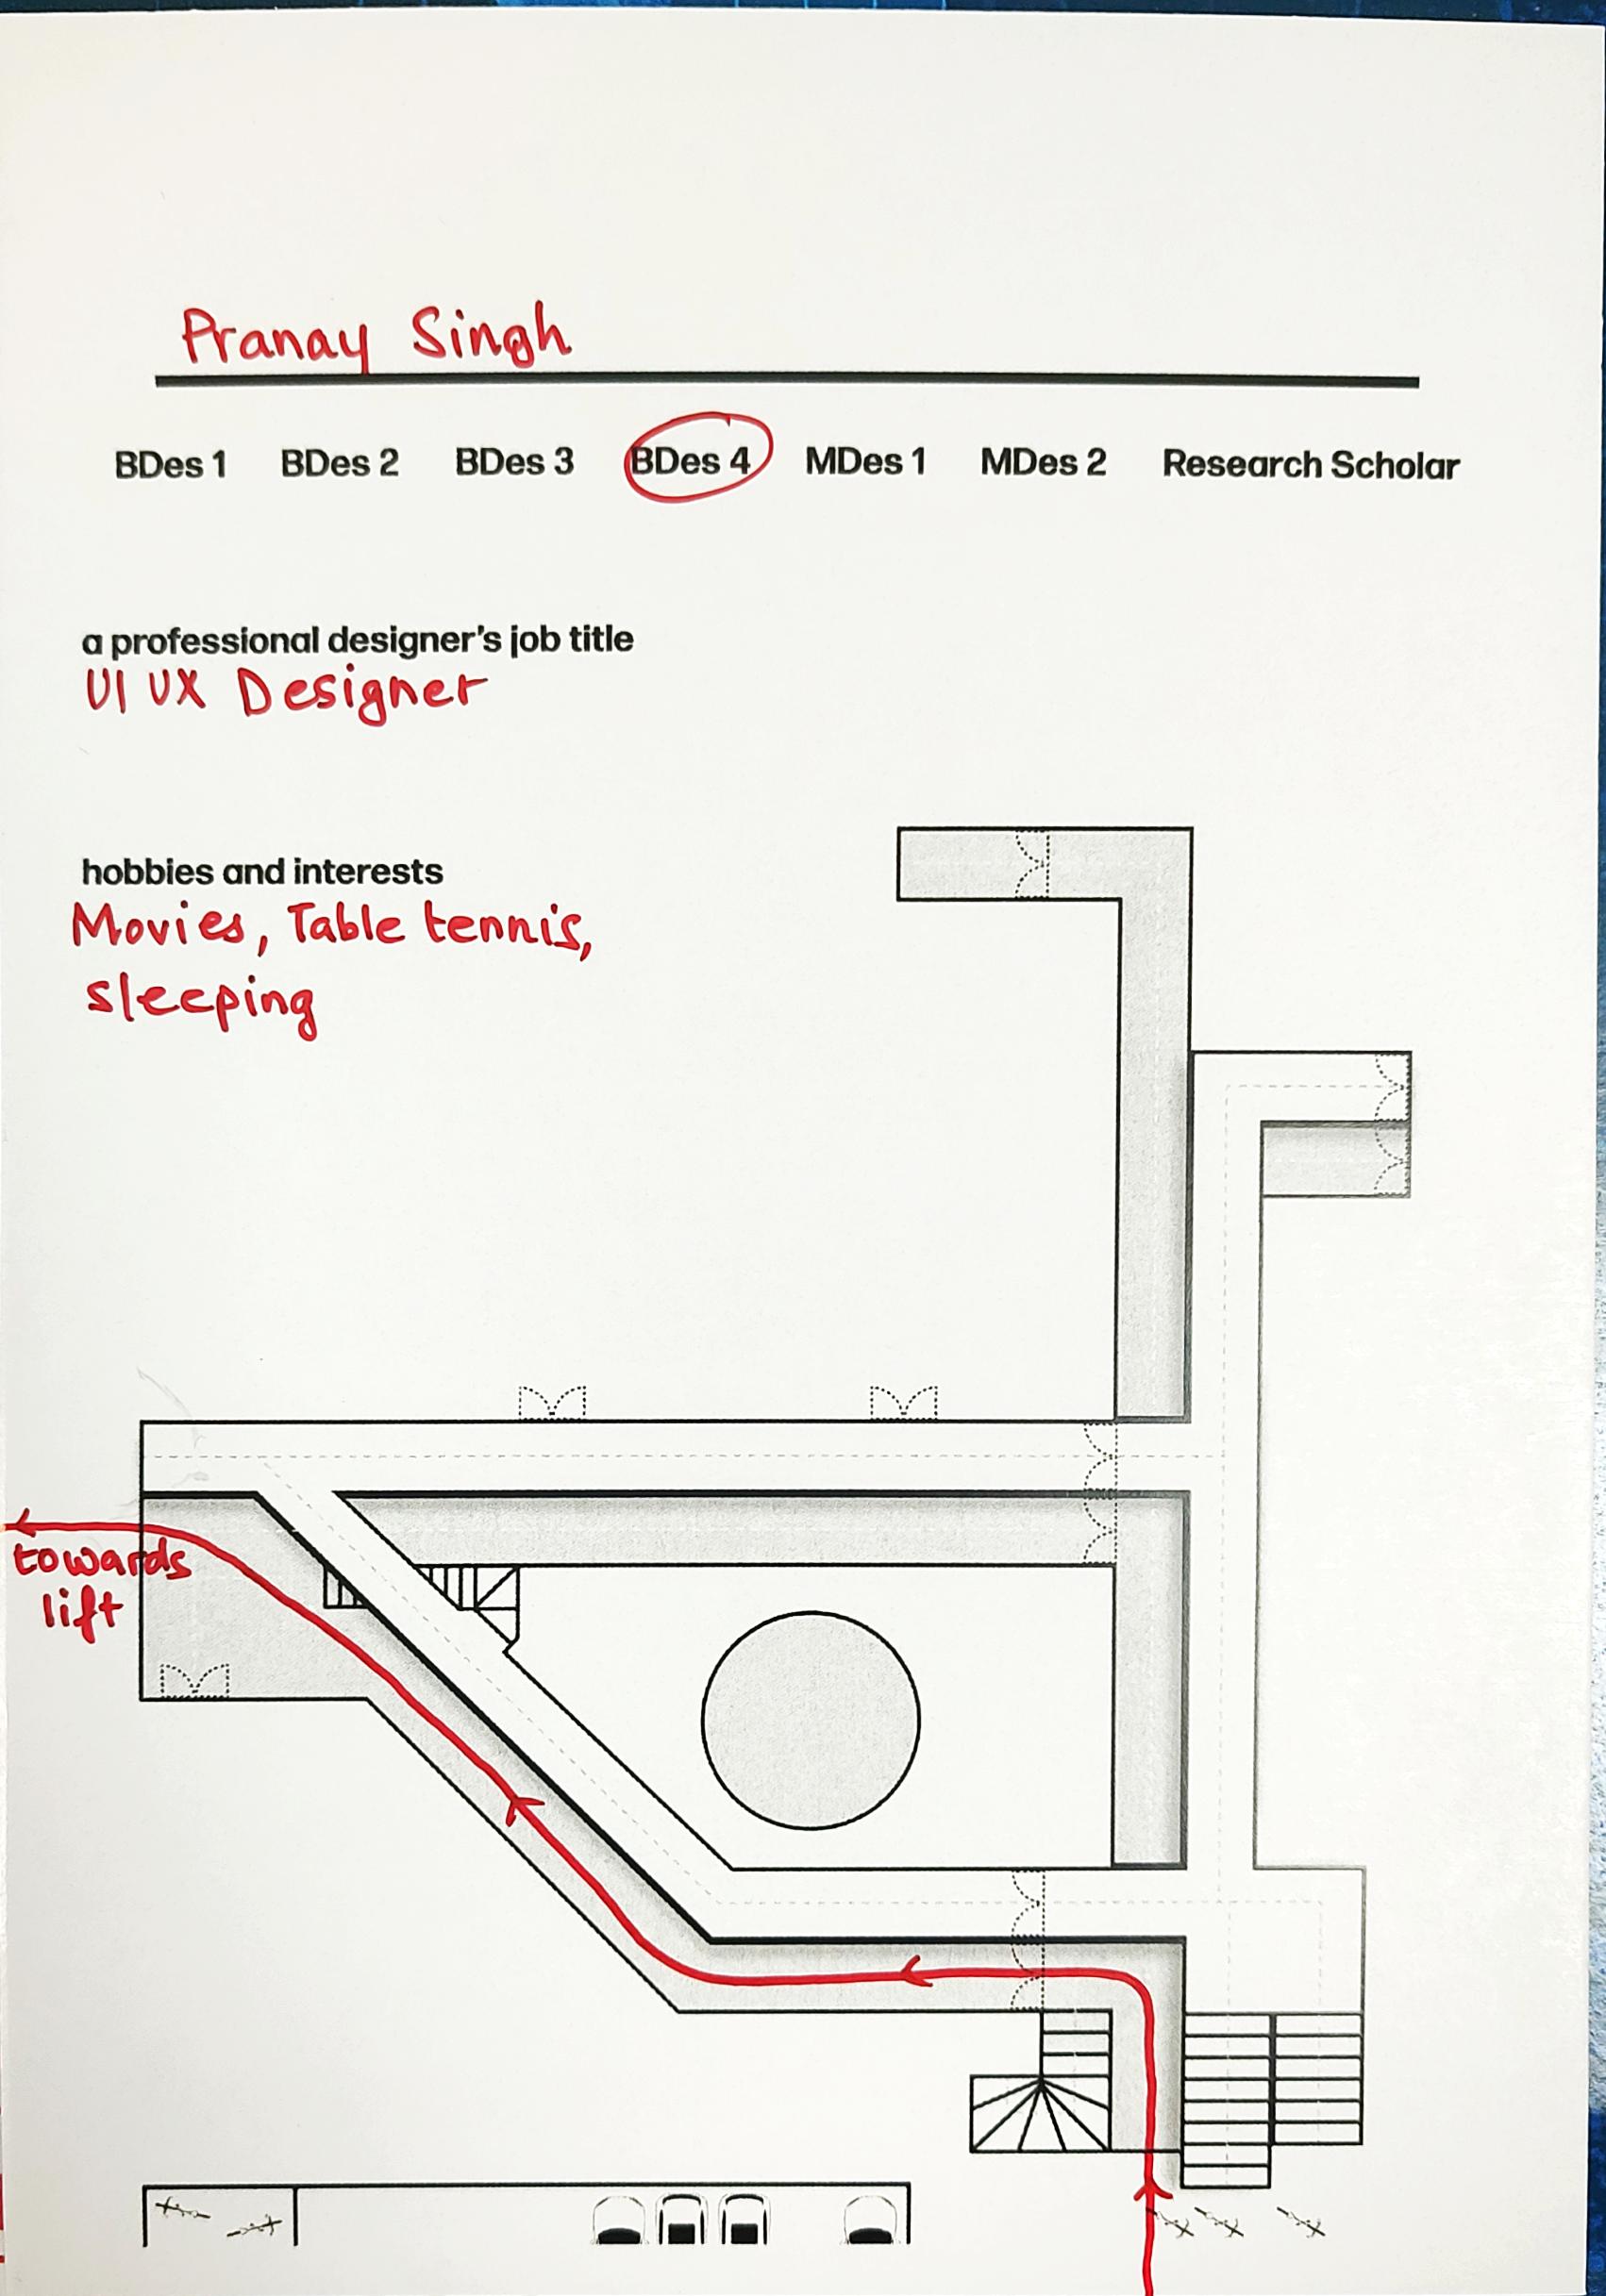 Pranay Singh
BDes 1 BDes 2 BDes 3 BDes 4 MDes 1 MDes 2 Research Scholar
a professional designer's job title
UI UX Designer
hobbies and interests
Movies, Table tennis,
sleeping
towards
lift